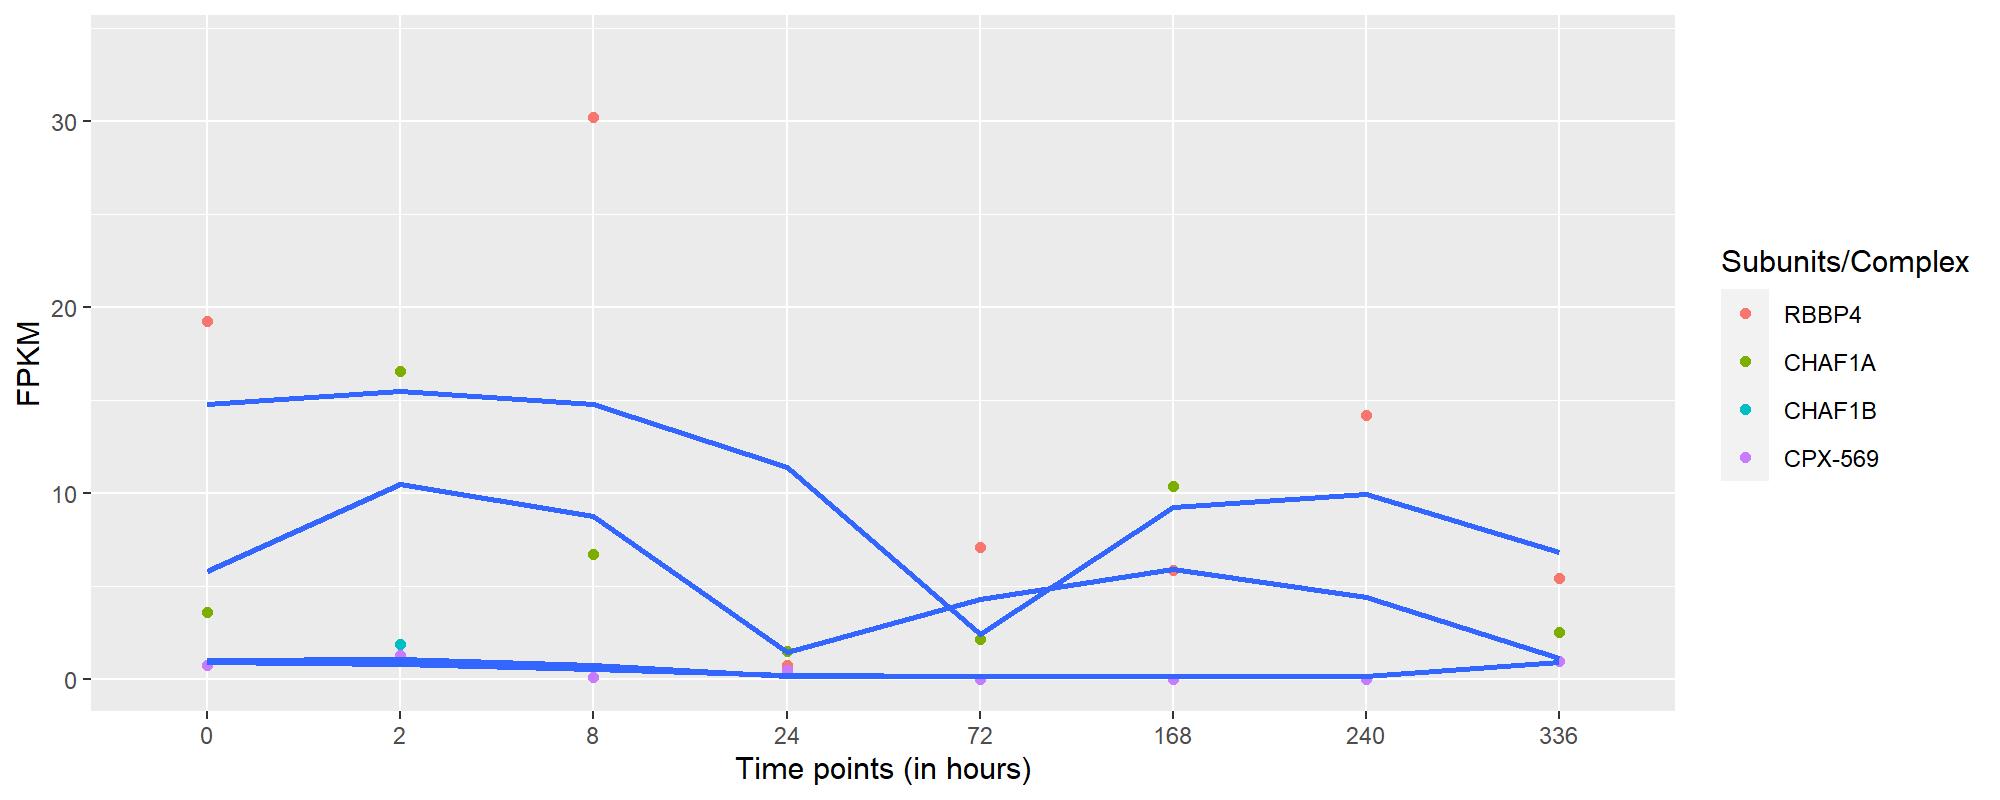 30
20
10
0
FPKM
0 2 8 24 72 168 240 336
Time points (in hours)
Subunits/Complex
RBBP4
CHAF1A
CHAF1B
CPX-569